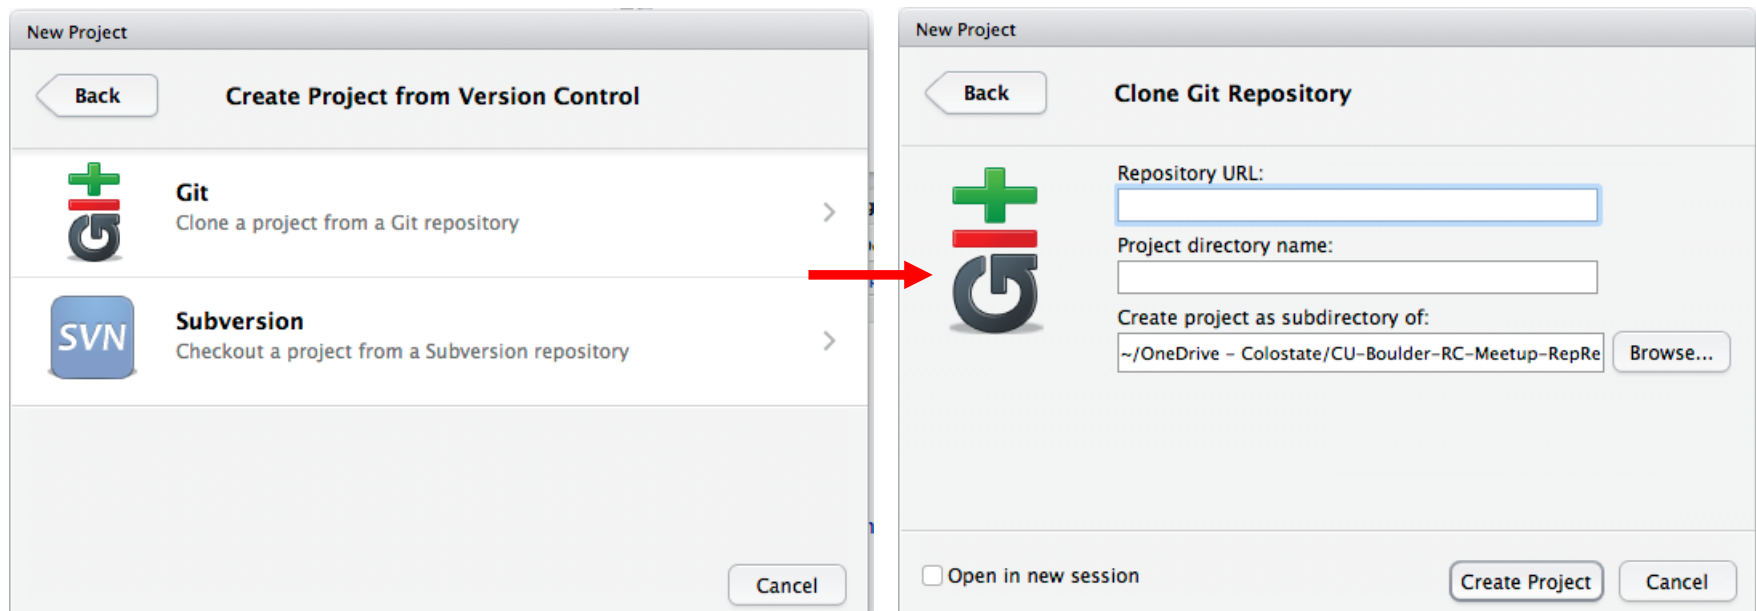 New Project
Back
Create Project from Version Control
Git
Clone a project from a Git repository
SVN
Subversion
Checkout a project from a Subversion repository
Cancel
New Project
Back
Clone Git Repository
git
Repository URL:
Project directory name:
Create project as subdirectory of:
~/OneDrive - Colostate/CU-Boulder-RC-Meetup-RepRe
Browse...
Open in new session
Create Project
Cancel